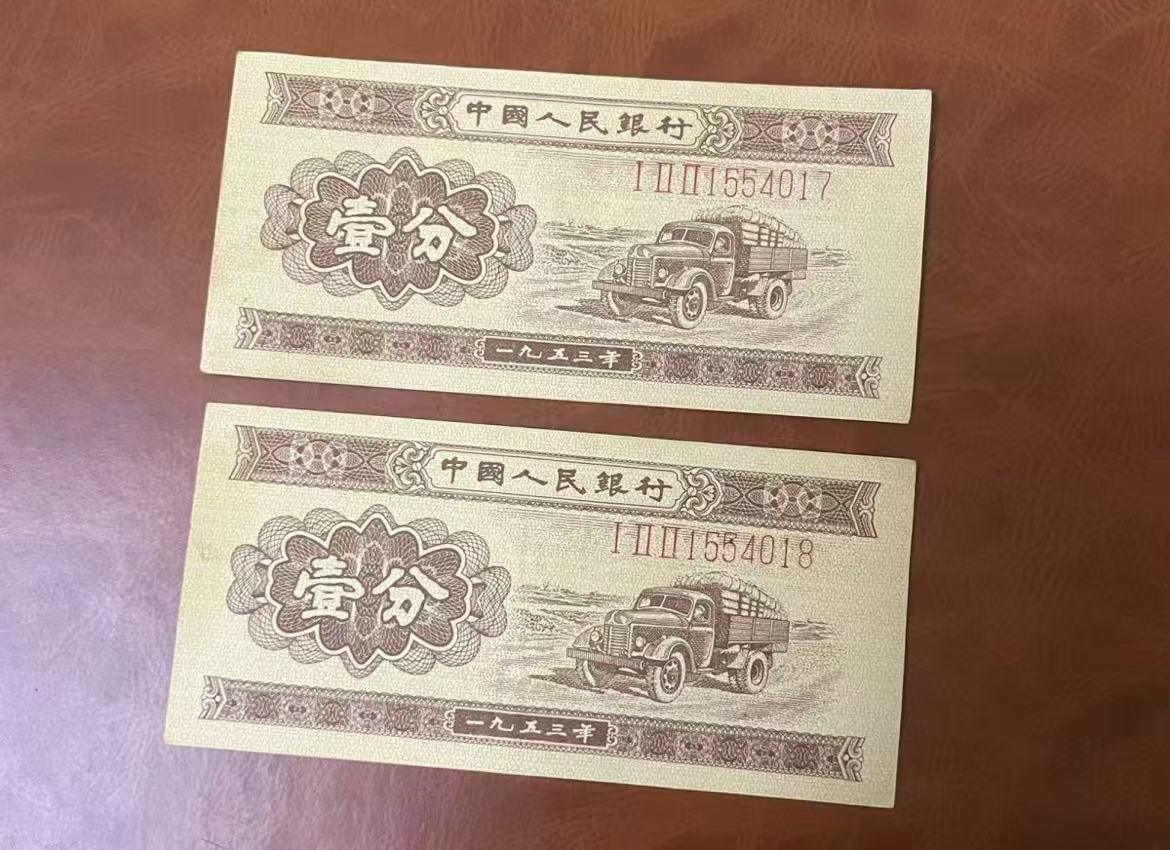 中國人民銀行
I II II 1554017
壹分
一九五三年
中國人民銀行
I II II 1554018
壹分
一九五三年